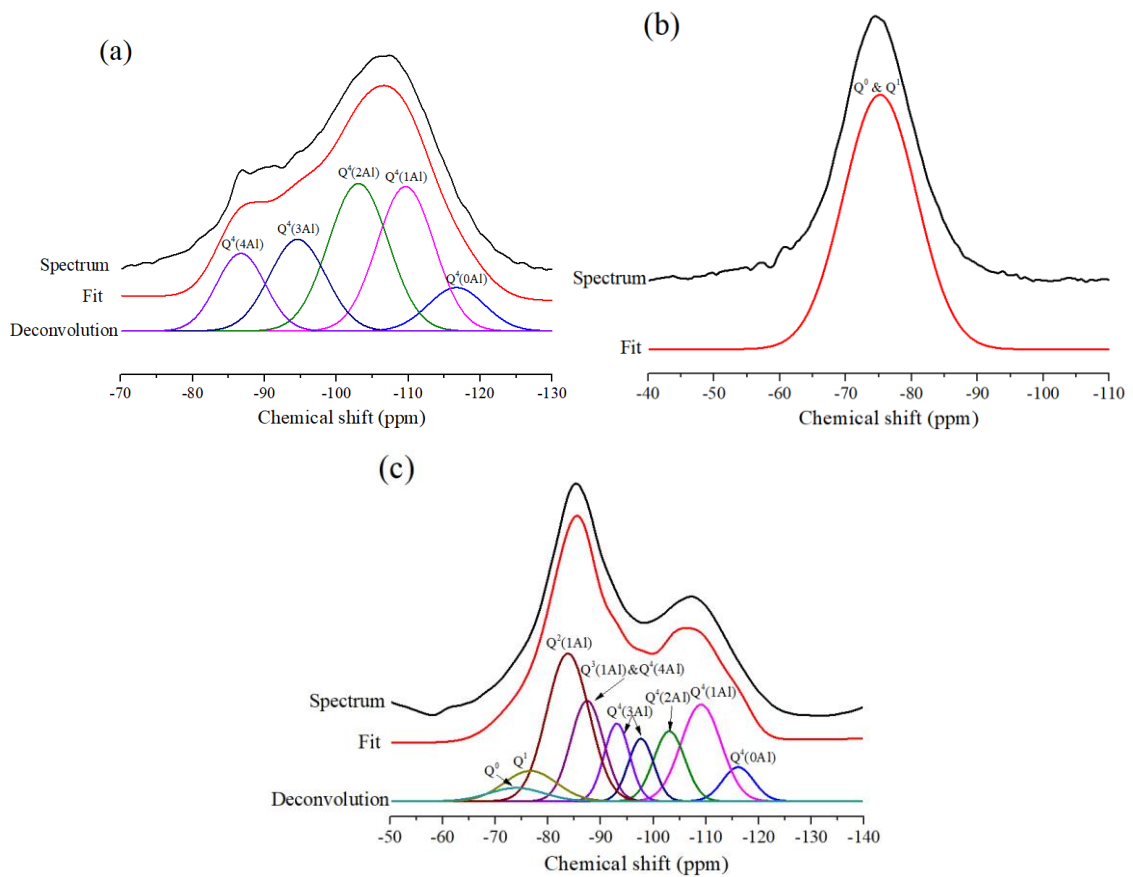 (a)
Q⁴(2Al)
Q⁴(1Al)
Q⁴(3Al)
Q⁴(4Al)
Q⁴(0Al)
Spectrum
Fit
Deconvolution
-70 -80 -90 -100 -110 -120 -130
Chemical shift (ppm)
(b)
Q⁰ & Q¹
Spectrum
Fit
-40 -50 -60 -70 -80 -90 -100 -110
Chemical shift (ppm)
(c)
Q²(1Al)
Q³(1Al)&Q⁴(4Al)
Q⁴(3Al)
Q⁴(2Al)
Q⁴(1Al)
Q⁴(0Al)
Q⁰
Q¹
Spectrum
Fit
Deconvolution
-50 -60 -70 -80 -90 -100 -110 -120 -130 -140
Chemical shift (ppm)